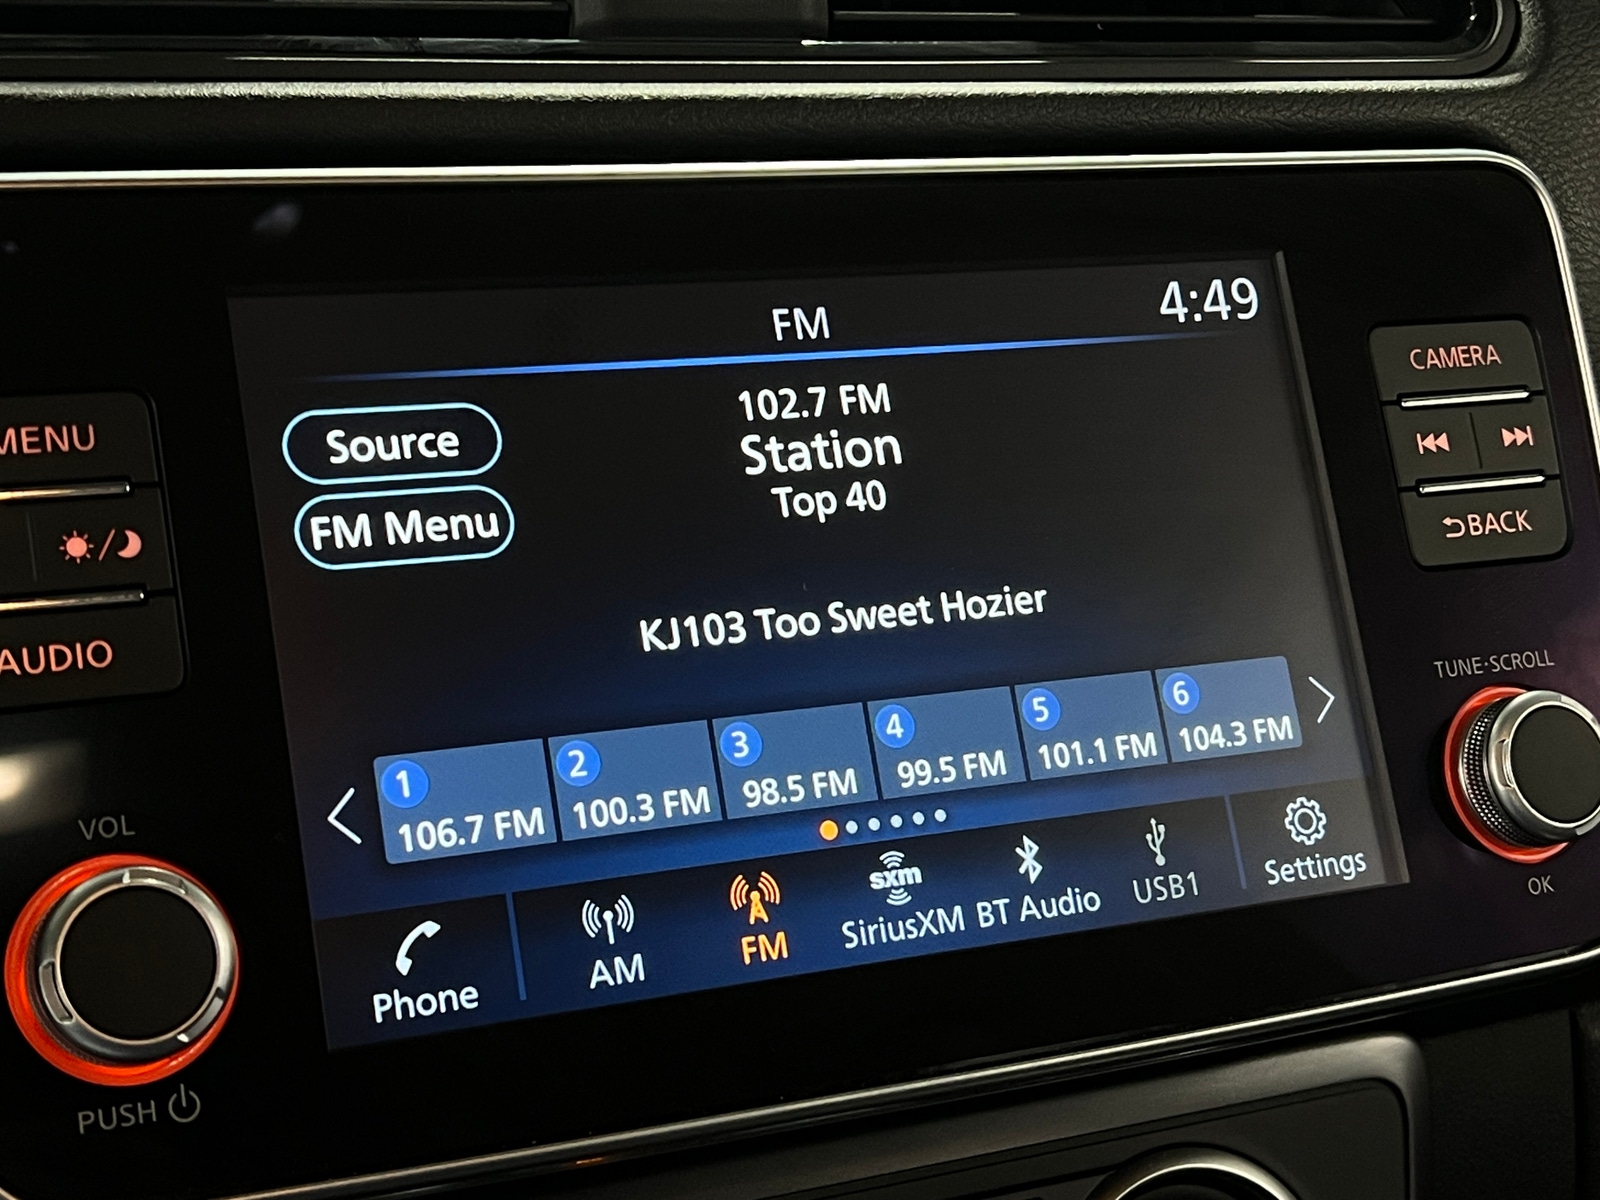 FM
4:49
102.7 FM
Station
Top 40
Source
FM Menu
KJ103 Too Sweet Hozier
1
106.7 FM
2
100.3 FM
3
98.5 FM
4
99.5 FM
5
101.1 FM
6
104.3 FM
Phone
AM
FM
sxm
SiriusXM
BT Audio
USB1
Settings
MENU
AUDIO
VOL
PUSH
CAMERA
BACK
TUNE·SCROLL
OK